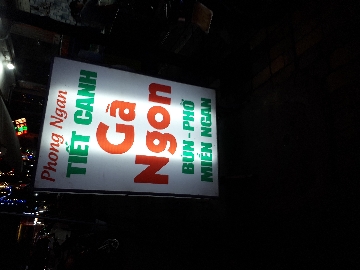 Phong Ngan
TIẾT CANH
Gà
Ngon
BÚN - PHỞ
MIẾN NGAN